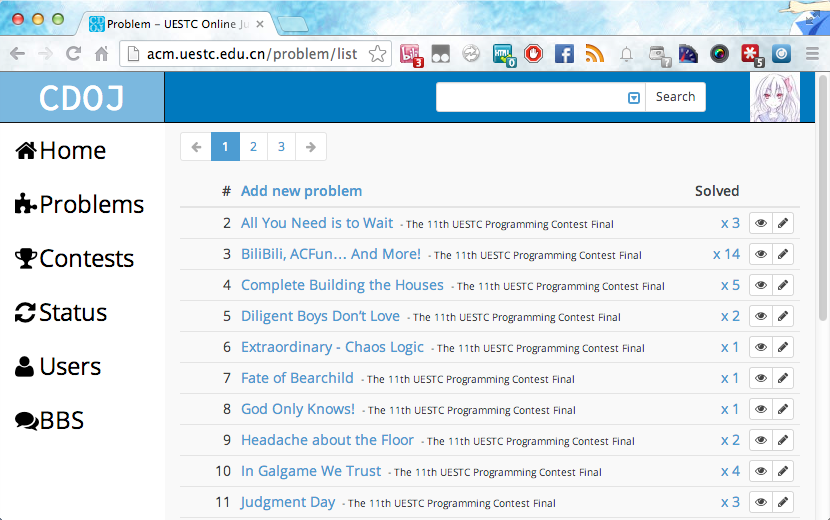 Problem – UESTC Online Ju
acm.uestc.edu.cn/problem/list
3
0
?
5
CDOJ
Search
Home
Problems
Contests
Status
Users
BBS
← 1 2 3 →
# Add new problem Solved
2 All You Need is to Wait - The 11th UESTC Programming Contest Final x 3
3 BiliBili, ACFun… And More! - The 11th UESTC Programming Contest Final x 14
4 Complete Building the Houses - The 11th UESTC Programming Contest Final x 5
5 Diligent Boys Don’t Love - The 11th UESTC Programming Contest Final x 2
6 Extraordinary - Chaos Logic - The 11th UESTC Programming Contest Final x 1
7 Fate of Bearchild - The 11th UESTC Programming Contest Final x 1
8 God Only Knows! - The 11th UESTC Programming Contest Final x 1
9 Headache about the Floor - The 11th UESTC Programming Contest Final x 2
10 In Galgame We Trust - The 11th UESTC Programming Contest Final x 4
11 Judgment Day - The 11th UESTC Programming Contest Final x 3